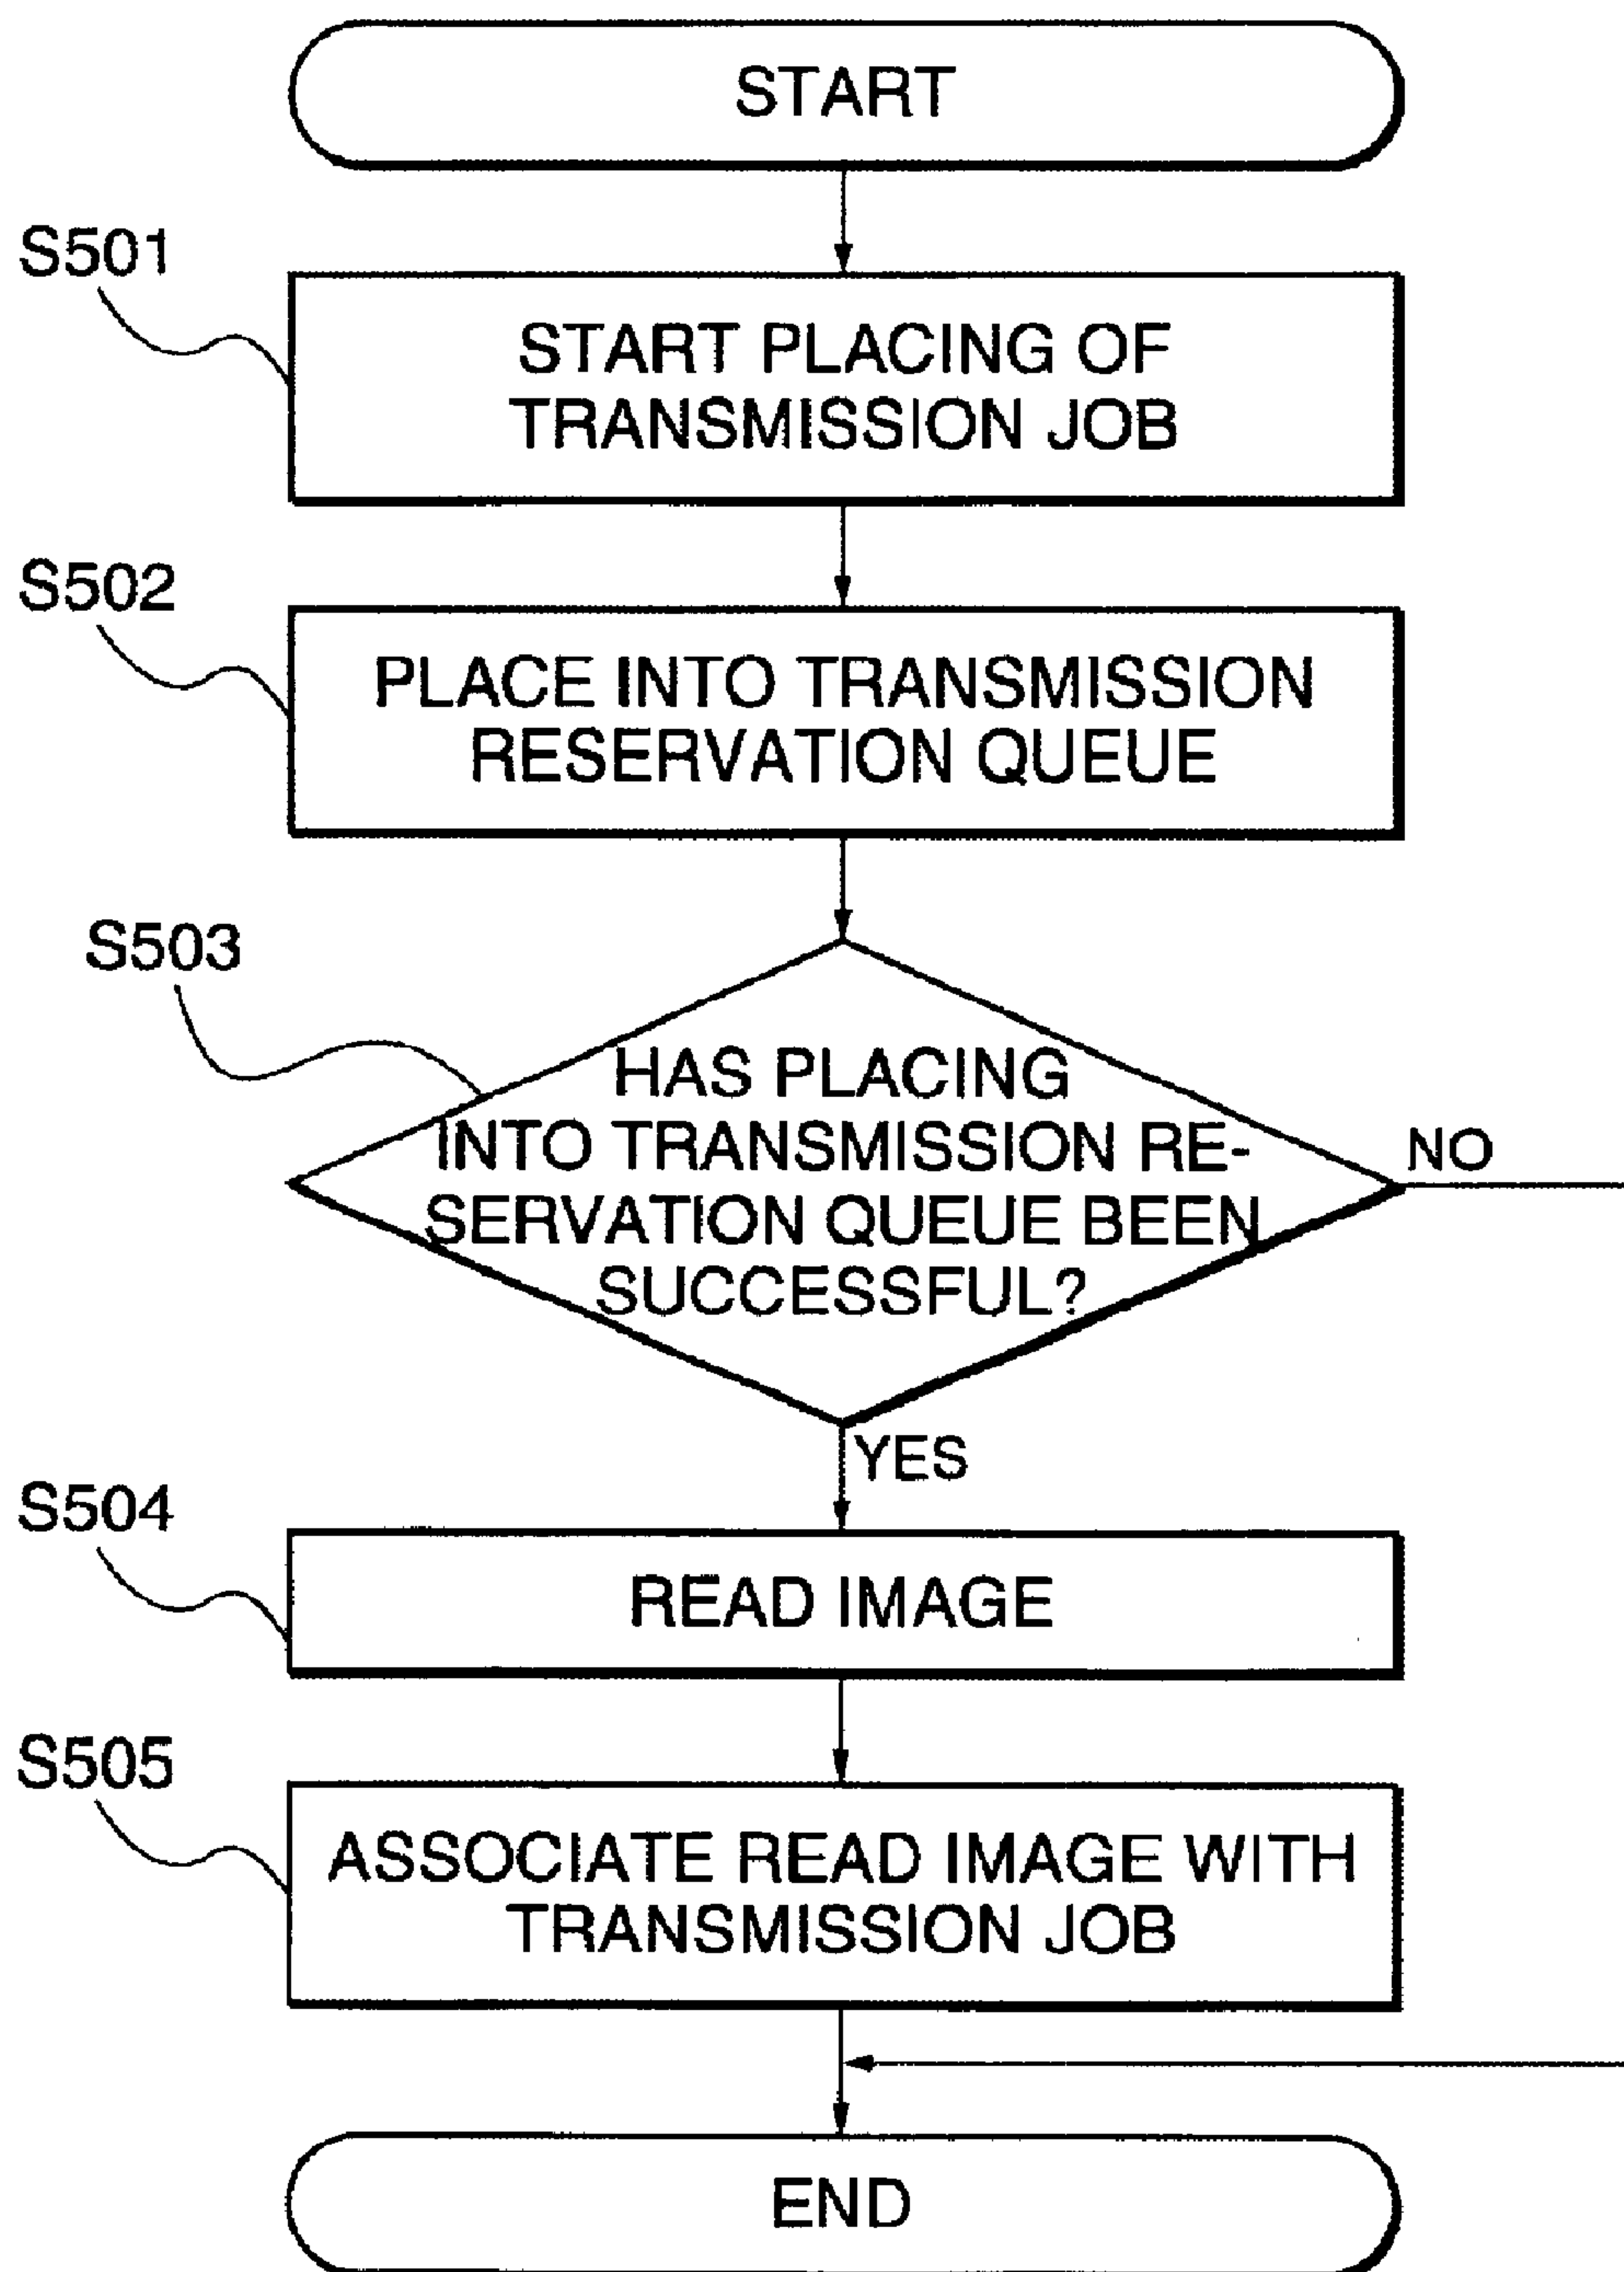 START
S501
START PLACING OF
TRANSMISSION JOB
S502
PLACE INTO TRANSMISSION
RESERVATION QUEUE
S503
HAS PLACING
INTO TRANSMISSION RE-
SERVATION QUEUE BEEN
SUCCESSFUL?
NO
YES
S504
READ IMAGE
S505
ASSOCIATE READ IMAGE WITH
TRANSMISSION JOB
END